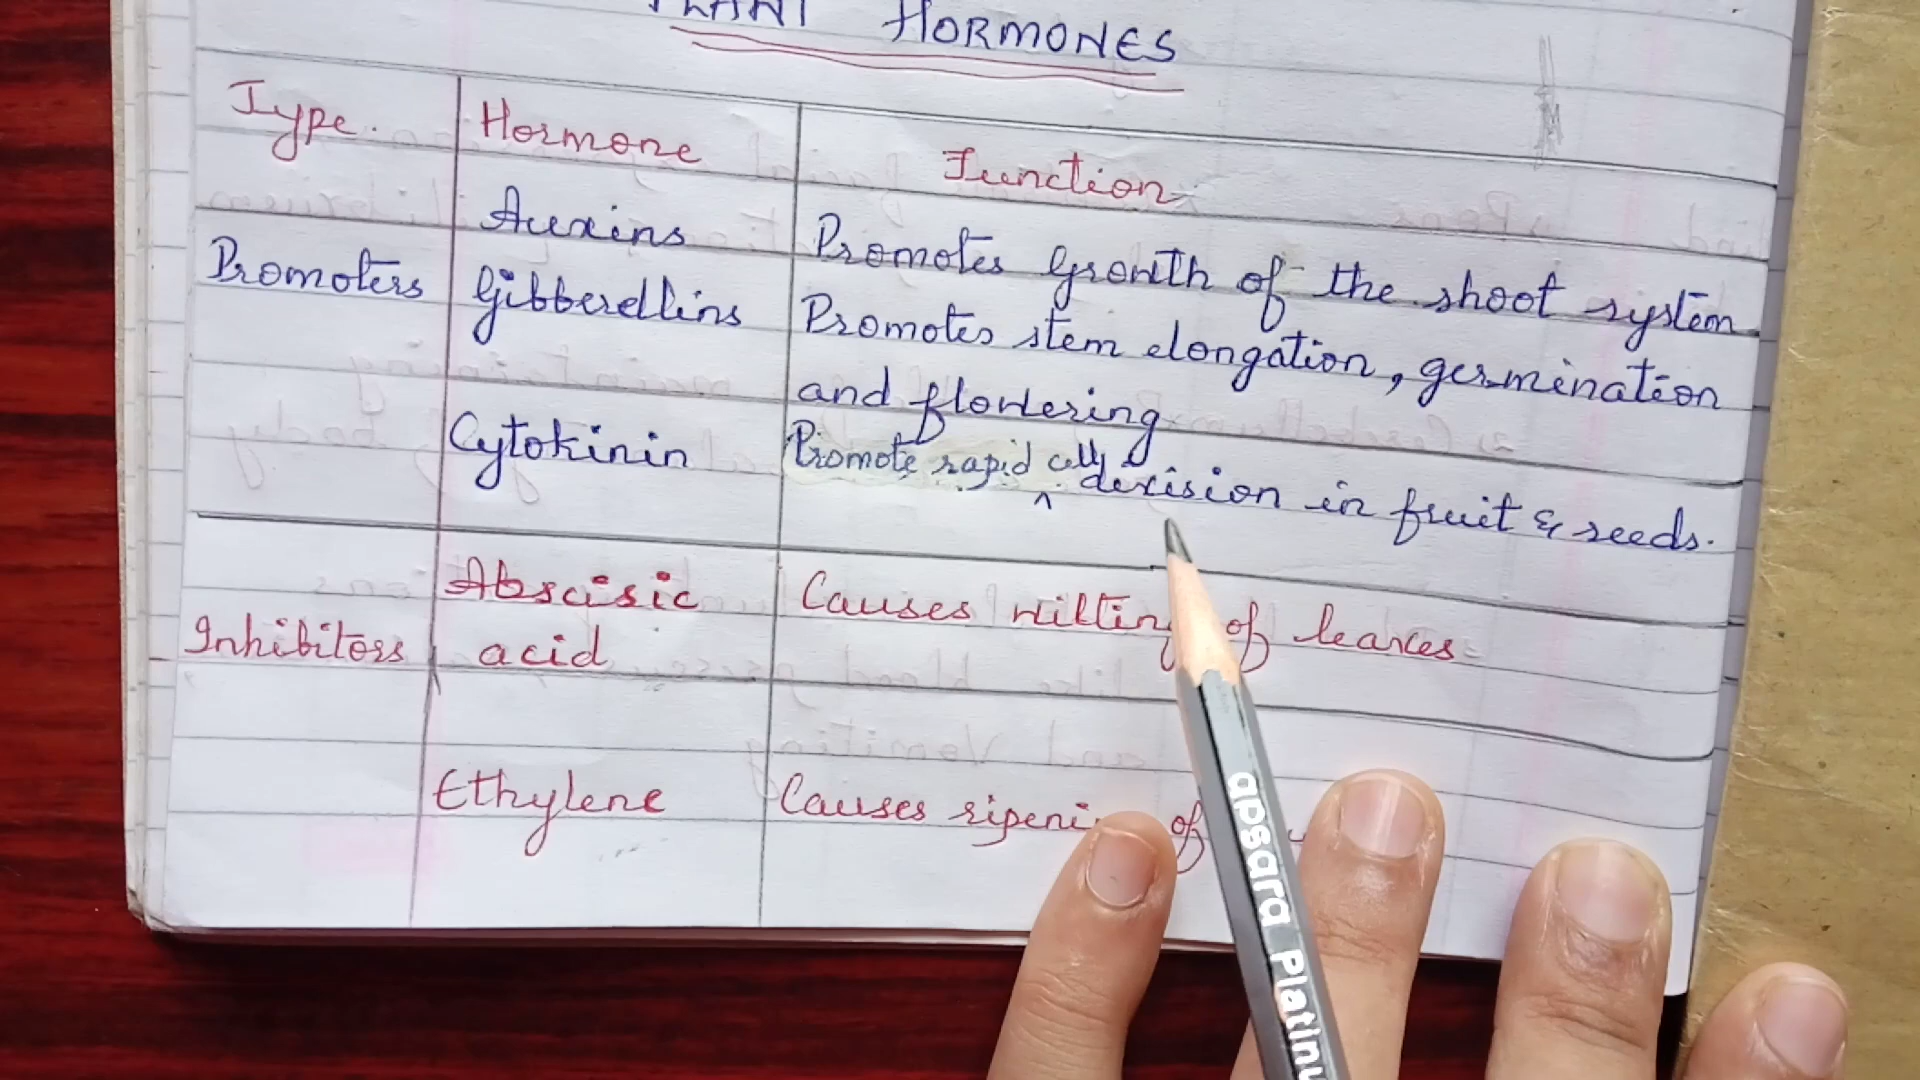 PLANT HORMONES
Type. Hormone Function
Auxins Promotes growth of the shoot system
Promoters Gibberellins Promotes stem elongation, germination
and flowering
Cytokinin Promote rapid cell division in fruit & seeds.
Abscisic Causes wilting of leaves
Inhibitors acid
Ethylene Causes of
apsara Platinu